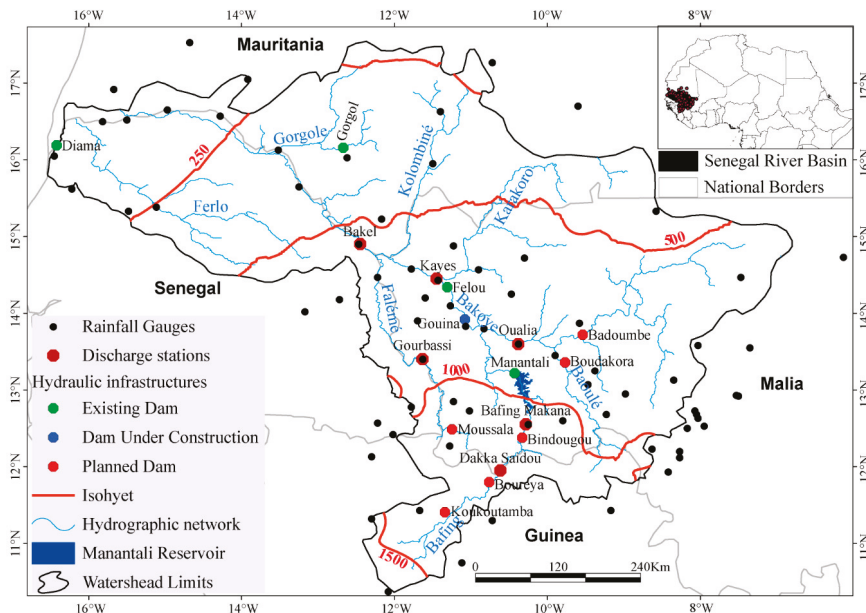 16°W 14°W 12°W 10°W 8°W
Mauritania
17°N
16°N
15°N
14°N
13°N
12°N
11°N
17°N
16°N
15°N
14°N
13°N
12°N
11°N
Senegal River Basin
National Borders
Diama
250
Gorgole
Gorgol
Kolombiné
Karakoro
Ferlo
500
Bakel
Senegal
Kayes
Felou
Falémé
Bakoye
Gouina
Oualia
Badoumbe
Gourbassi
Manantali
Boudakora
1000
Baoulé
Malia
Bafing Makana
Moussala
Bindougou
Dakka Saidou
Boureya
Koukoutamba
Bafing
Guinea
1500
Rainfall Gauges
Discharge stations
Hydraulic infrastructures
Existing Dam
Dam Under Construction
Planned Dam
Isohyet
Hydrographic network
Manantali Reservoir
Watershead Limits
0 120 240Km
16°W 14°W 12°W 10°W 8°W